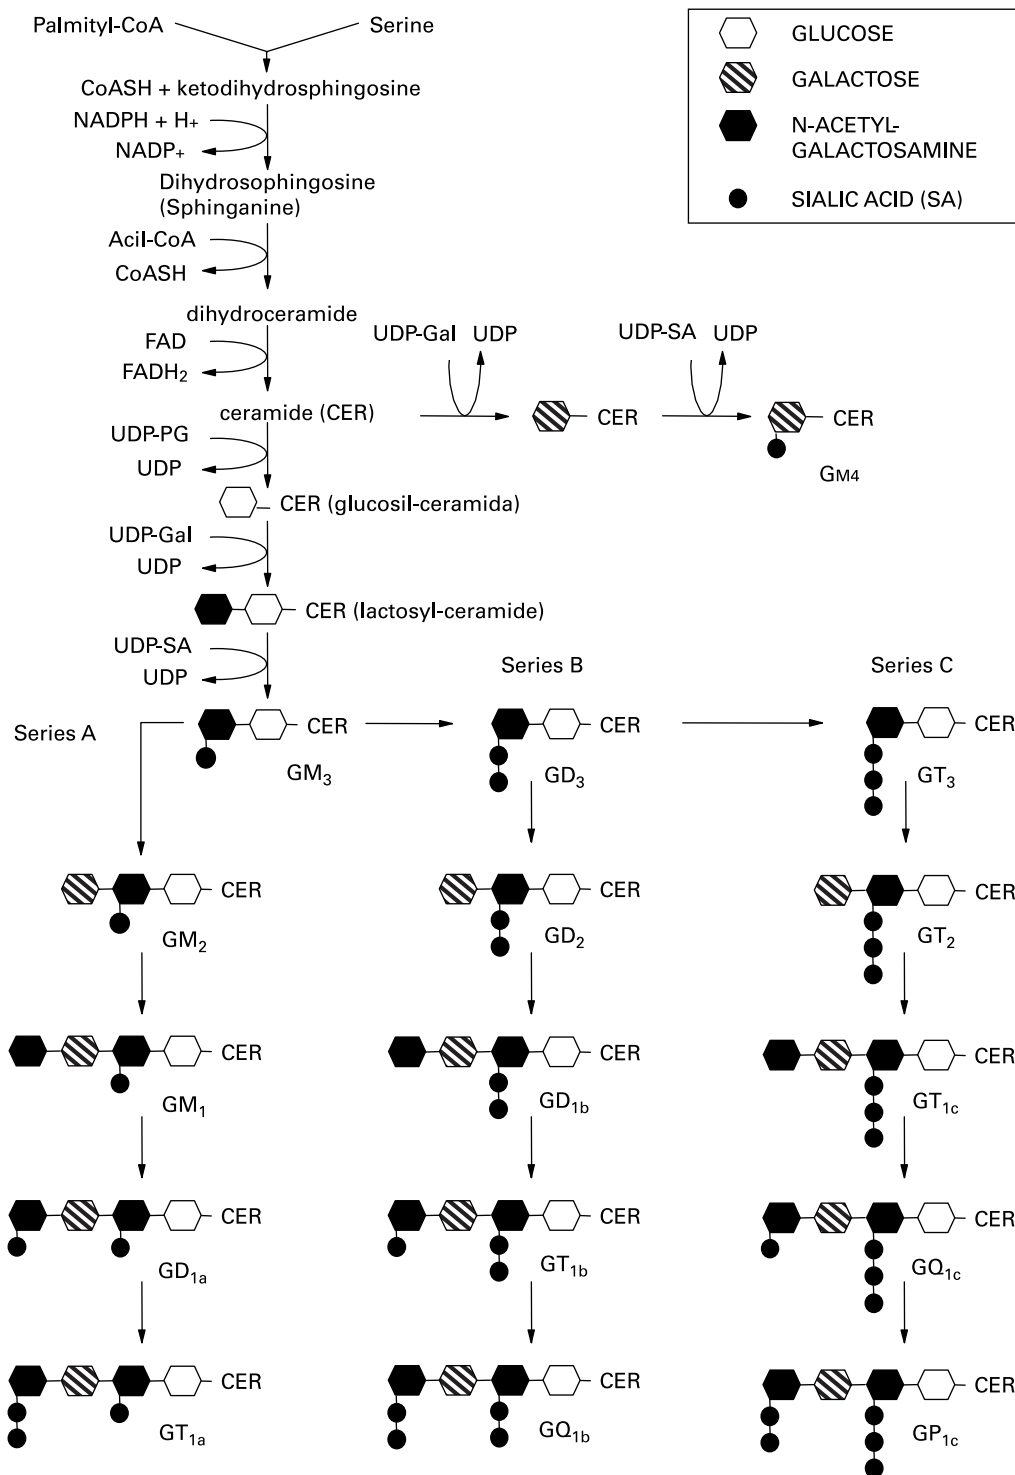 Palmityl-CoA
Serine
CoASH + ketodihydrosphingosine
NADPH + H+
NADP+
Dihydrosophingosine
(Sphinganine)
Acil-CoA
CoASH
dihydroceramide
FAD
FADH2
UDP-Gal
UDP
UDP-SA
UDP
ceramide (CER)
CER
CER
GM4
UDP-PG
UDP
CER (glucosil-ceramida)
UDP-Gal
UDP
CER (lactosyl-ceramide)
UDP-SA
UDP
GLUCOSE
GALACTOSE
N-ACETYL-
GALACTOSAMINE
SIALIC ACID (SA)
Series A
Series B
Series C
CER
GM3
CER
GD3
CER
GT3
CER
GM2
CER
GD2
CER
GT2
CER
GM1
CER
GD1b
CER
GT1c
CER
GD1a
CER
GT1b
CER
GQ1c
CER
GT1a
CER
GQ1b
CER
GP1c